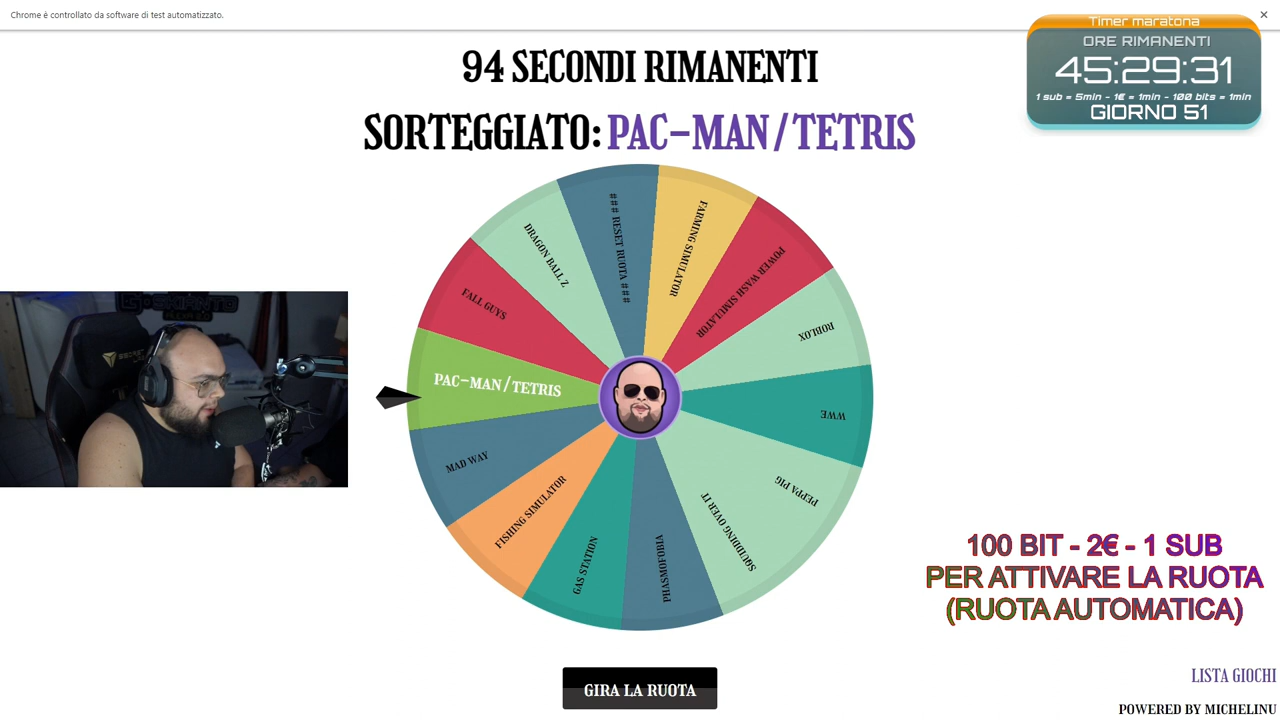 Chrome è controllato da software di test automatizzato.
Timer maratona
ORE RIMANENTI
45:29:31
1 sub = 5min - 1€ = 1min - 100 bits = 1min
GIORNO 51
94 SECONDI RIMANENTI
SORTEGGIATO: PAC-MAN/TETRIS
### RESET RUOTA ###
FARMING SIMULATOR
POWER WASH SIMULATOR
ROBLOX
WWE
PEPPA PIG
SQUIDDING OVER IT
PHASMOFOBIA
GAS STATION
FISHING SIMULATOR
MAD WAY
PAC-MAN/TETRIS
FALL GUYS
DRAGON BALL Z
100 BIT - 2€ - 1 SUB
PER ATTIVARE LA RUOTA
(RUOTA AUTOMATICA)
GIRA LA RUOTA
LISTA GIOCHI
POWERED BY MICHELINU